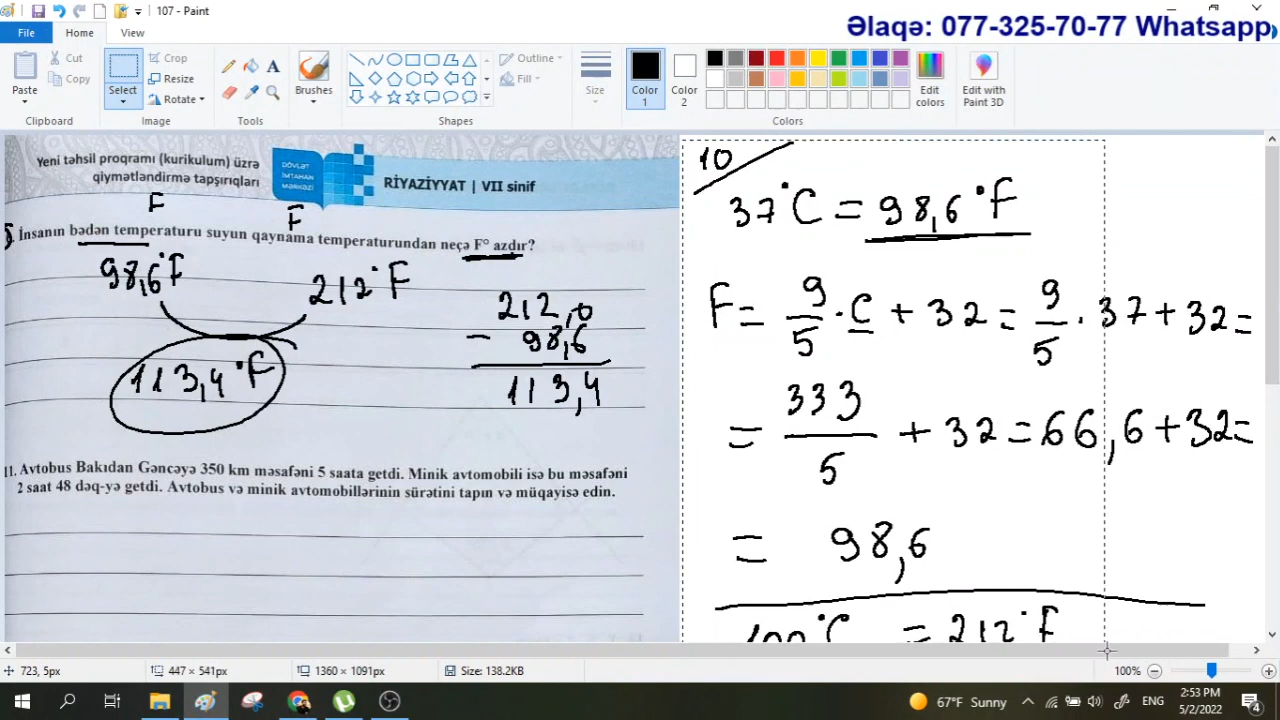 107 - Paint
Əlaqə: 077-325-70-77 Whatsapp
File Home View
Paste
Cut
Copy
Clipboard
Select
Crop
Resize
Rotate
Image
Tools
Brushes
Shapes
Outline
Fill
Size
Color 1
Color 2
Colors
Edit colors
Edit with Paint 3D
Yeni təhsil proqramı (kurikulum) üzrə
qiymətləndirmə tapşırıqları
DÖVLƏT
İMTAHAN
MƏRKƏZİ
RİYAZİYYAT | VII sinif
F F
İnsanın bədən temperaturu suyun qaynama temperaturundan neçə F° azdır?
98,6°F 212°F
212,0
- 98,6
113,4
113,4°F
11. Avtobus Bakıdan Gəncəyə 350 km məsafəni 5 saata getdi. Minik avtomobili isə bu məsafəni
2 saat 48 dəq-yə getdi. Avtobus və minik avtomobillərinin sürətini tapın və müqayisə edin.
10
37°C = 98,6°F
F = 9/5 · C + 32 = 9/5 · 37 + 32 =
= 333/5 + 32 = 66,6 + 32 =
= 98,6
100°C = 212°F
723, 5px
447 × 541px
1360 × 1091px
Size: 138.2KB
100%
67°F Sunny
ENG
2:53 PM
5/2/2022
4